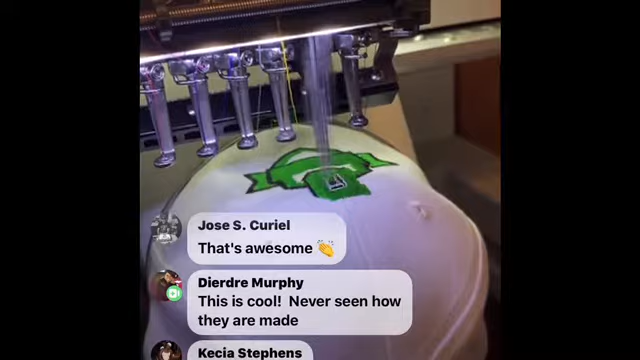 Jose S. Curiel
That's awesome 👏
Dierdre Murphy
This is cool!  Never seen how
they are made
Kecia Stephens